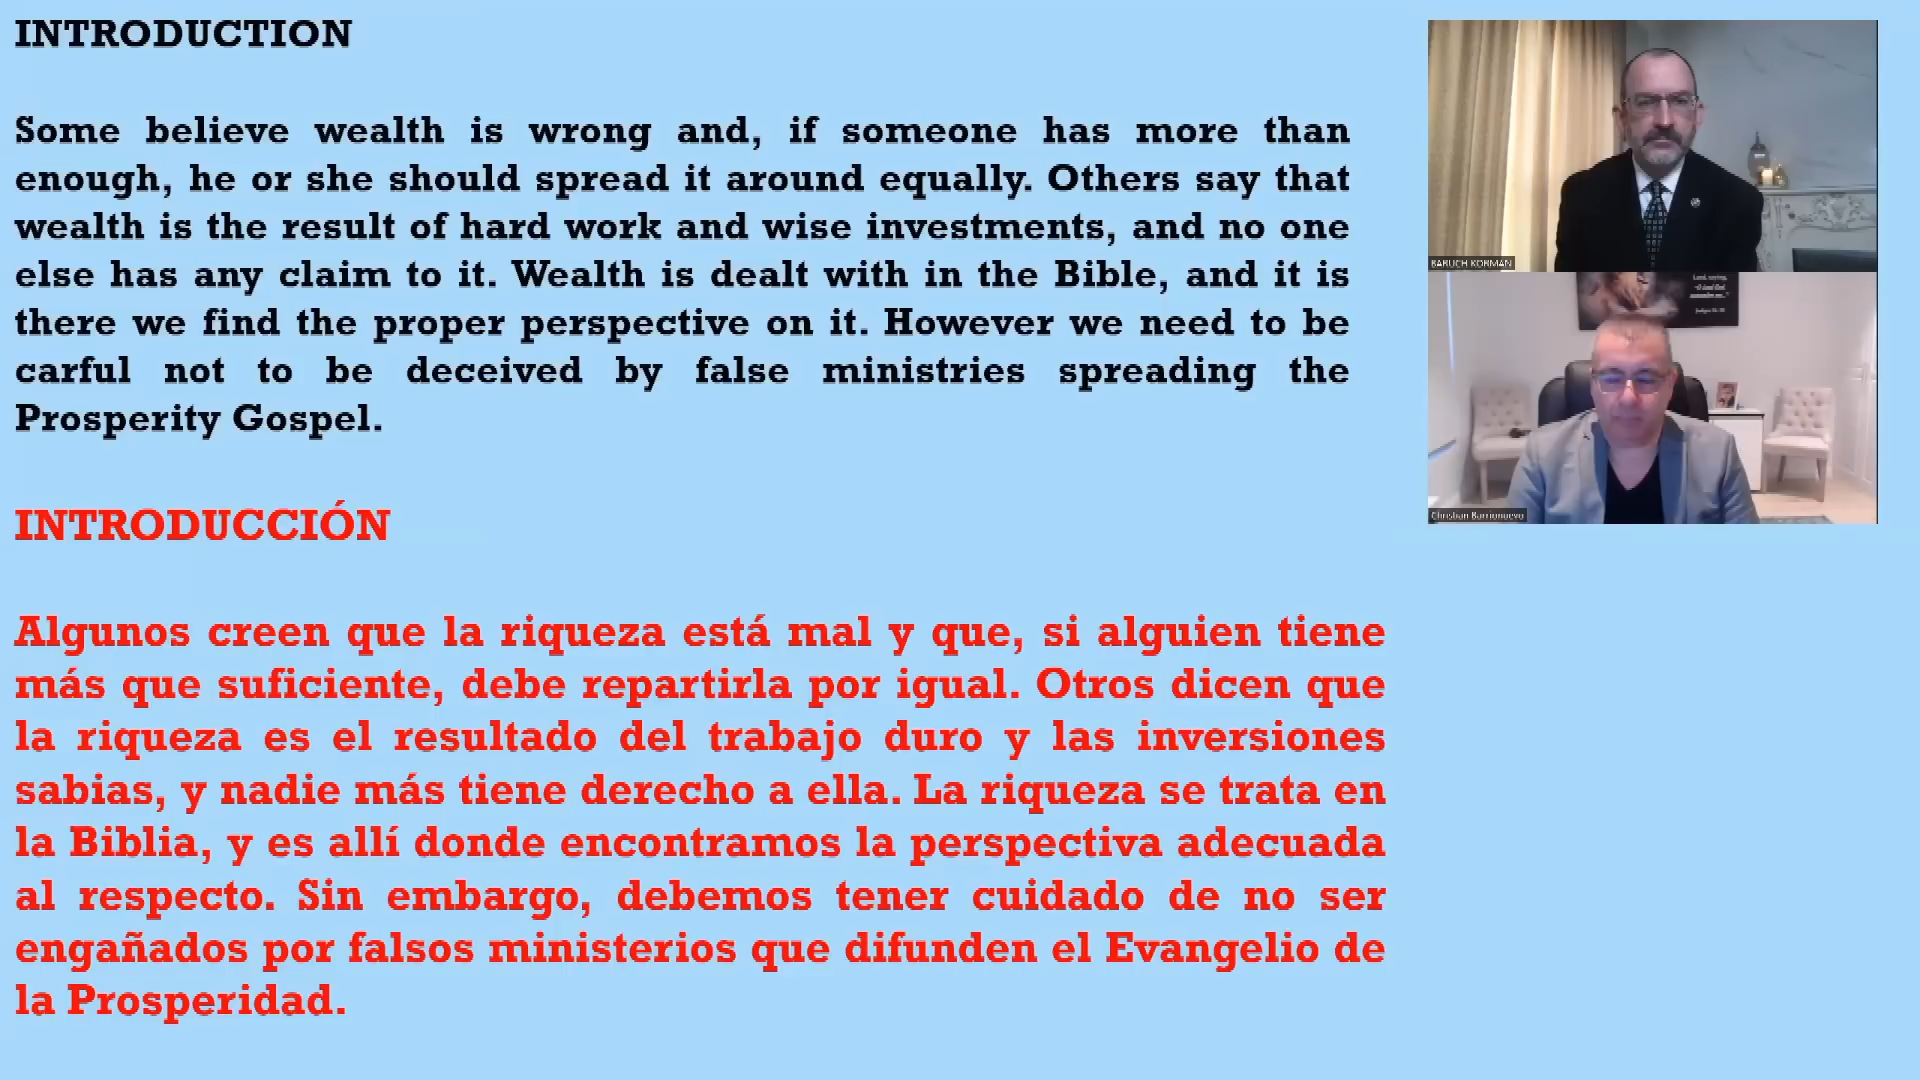 INTRODUCTION
Some believe wealth is wrong and, if someone has more than
enough, he or she should spread it around equally. Others say that
wealth is the result of hard work and wise investments, and no one
else has any claim to it. Wealth is dealt with in the Bible, and it is
there we find the proper perspective on it. However we need to be
carful not to be deceived by false ministries spreading the
Prosperity Gospel.
INTRODUCCIÓN
Algunos creen que la riqueza está mal y que, si alguien tiene
más que suficiente, debe repartirla por igual. Otros dicen que
la riqueza es el resultado del trabajo duro y las inversiones
sabias, y nadie más tiene derecho a ella. La riqueza se trata en
la Biblia, y es allí donde encontramos la perspectiva adecuada
al respecto. Sin embargo, debemos tener cuidado de no ser
engañados por falsos ministerios que difunden el Evangelio de
la Prosperidad.
BARUCH KORMAN
Lord, saying,
Christian Barrionuevo